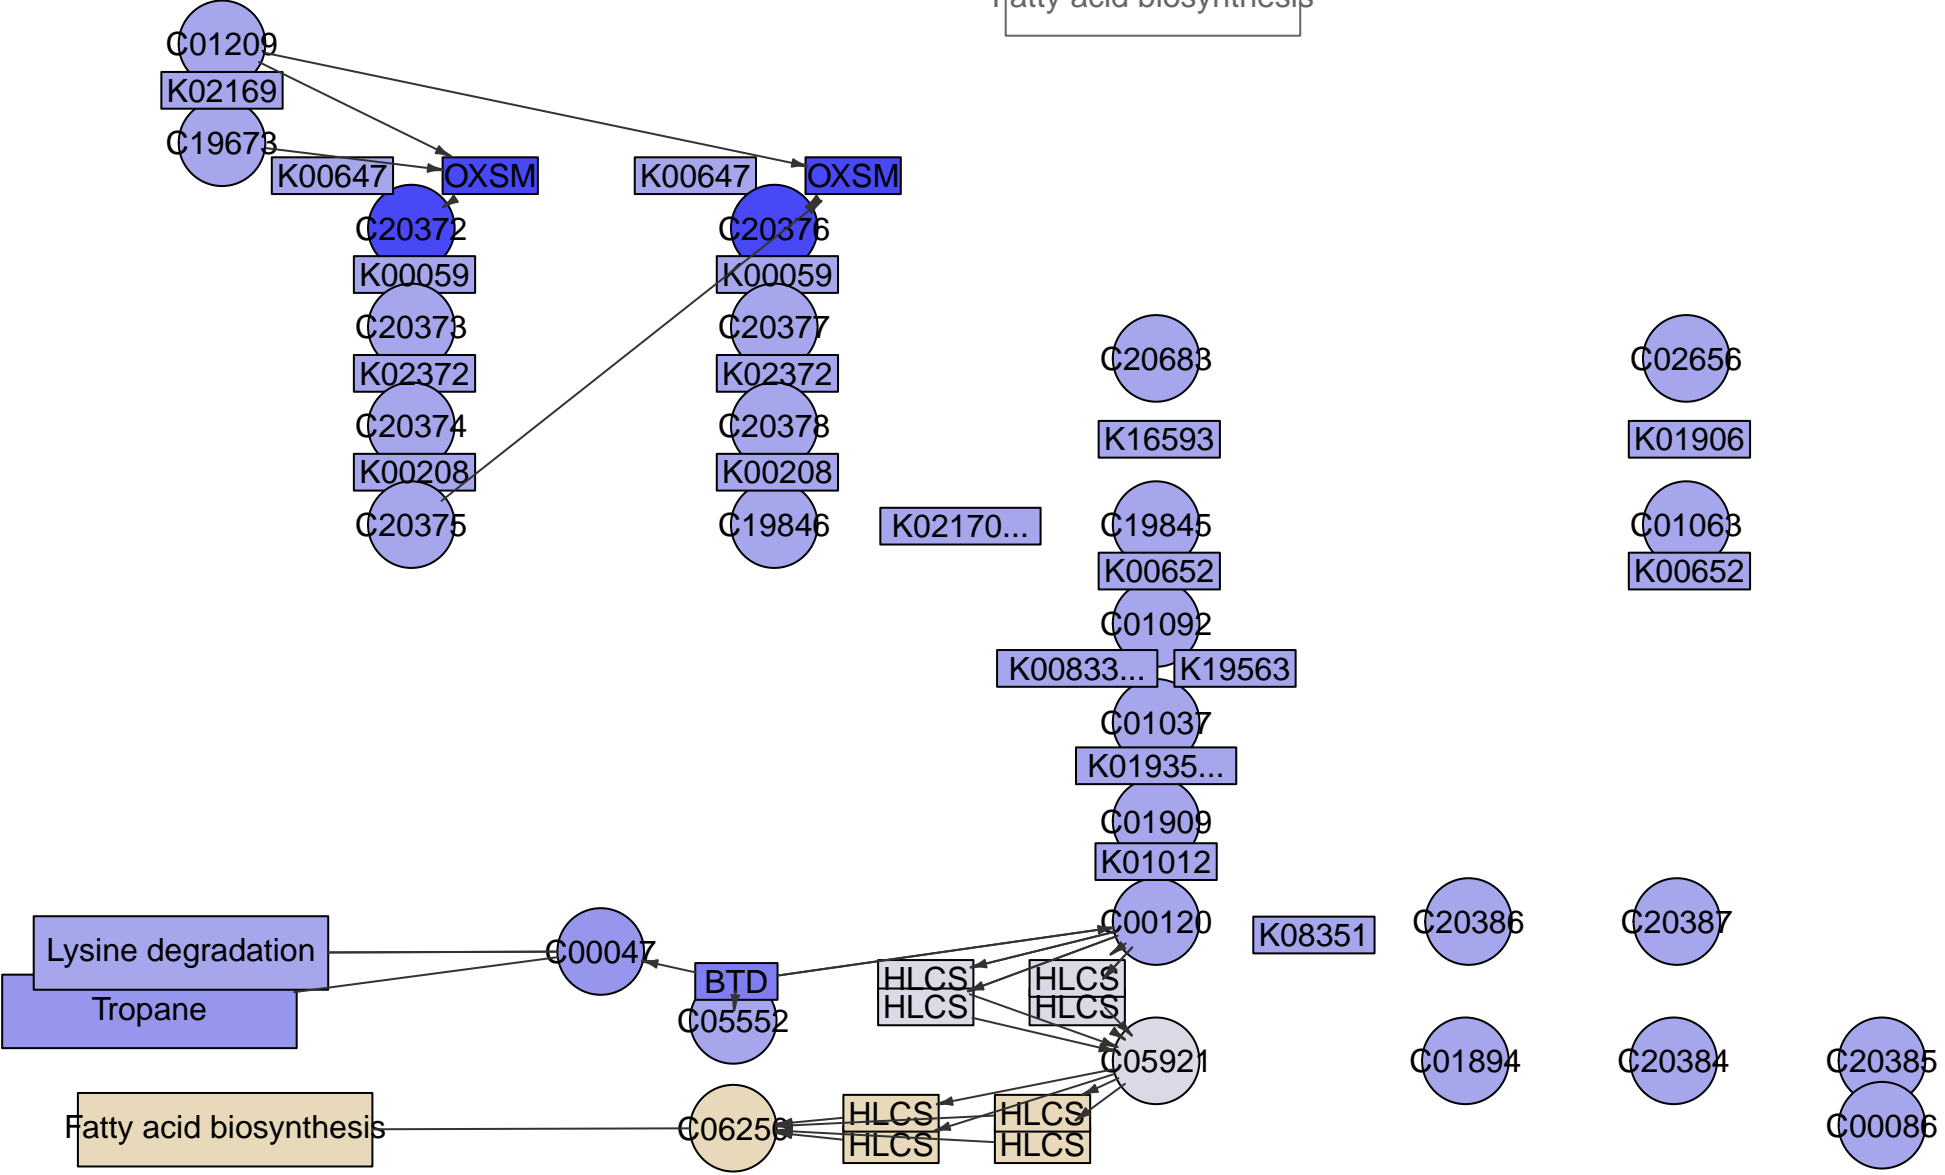 Fatty acid biosynthesis
C01209
K02169
C19673
K00647
OXSM
K00647
OXSM
C20372
C20376
K00059
K00059
C20373
C20377
C20683
C02656
K02372
K02372
C20374
C20378
K16593
K01906
K00208
K00208
C20375
C19846
K02170...
C19845
C01063
K00652
K00652
C01092
K00833...
K19563
C01037
K01935...
C01909
K01012
C00120
K08351
C20386
C20387
Lysine degradation
C00047
BTD
HLCS
HLCS
Tropane
HLCS
HLCS
C05552
C05921
C01894
C20384
C20385
Fatty acid biosynthesis
C06250
HLCS
HLCS
C00086
HLCS
HLCS